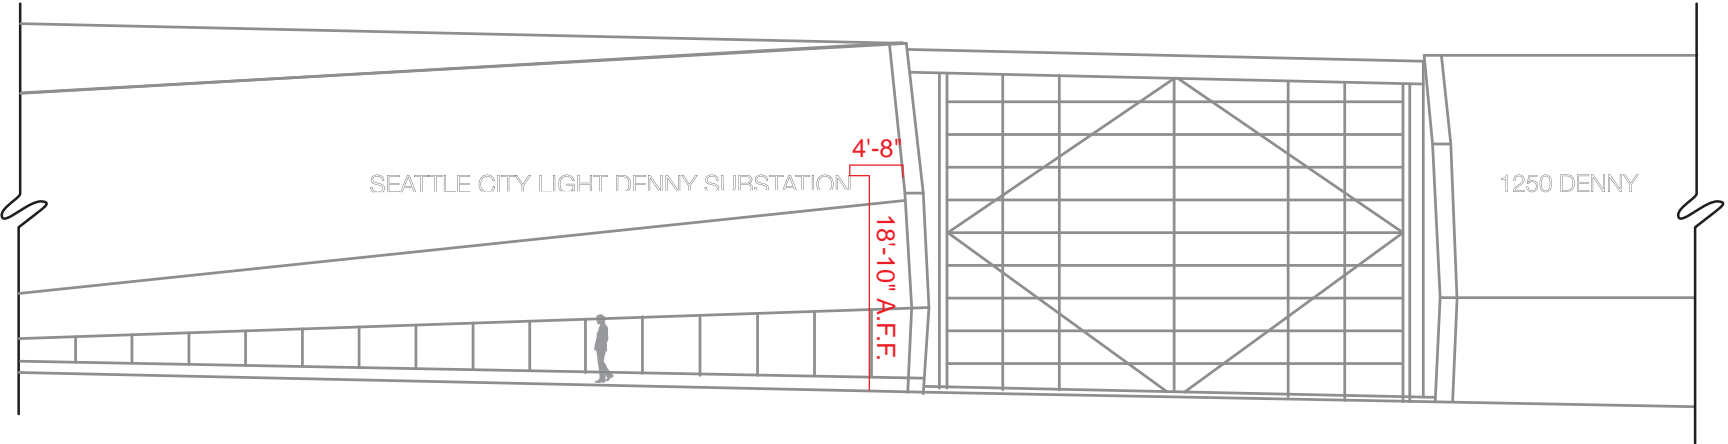 4'-8"
SEATTLE CITY LIGHT DENNY SUBSTATION
1250 DENNY
18'-10" A.F.F.